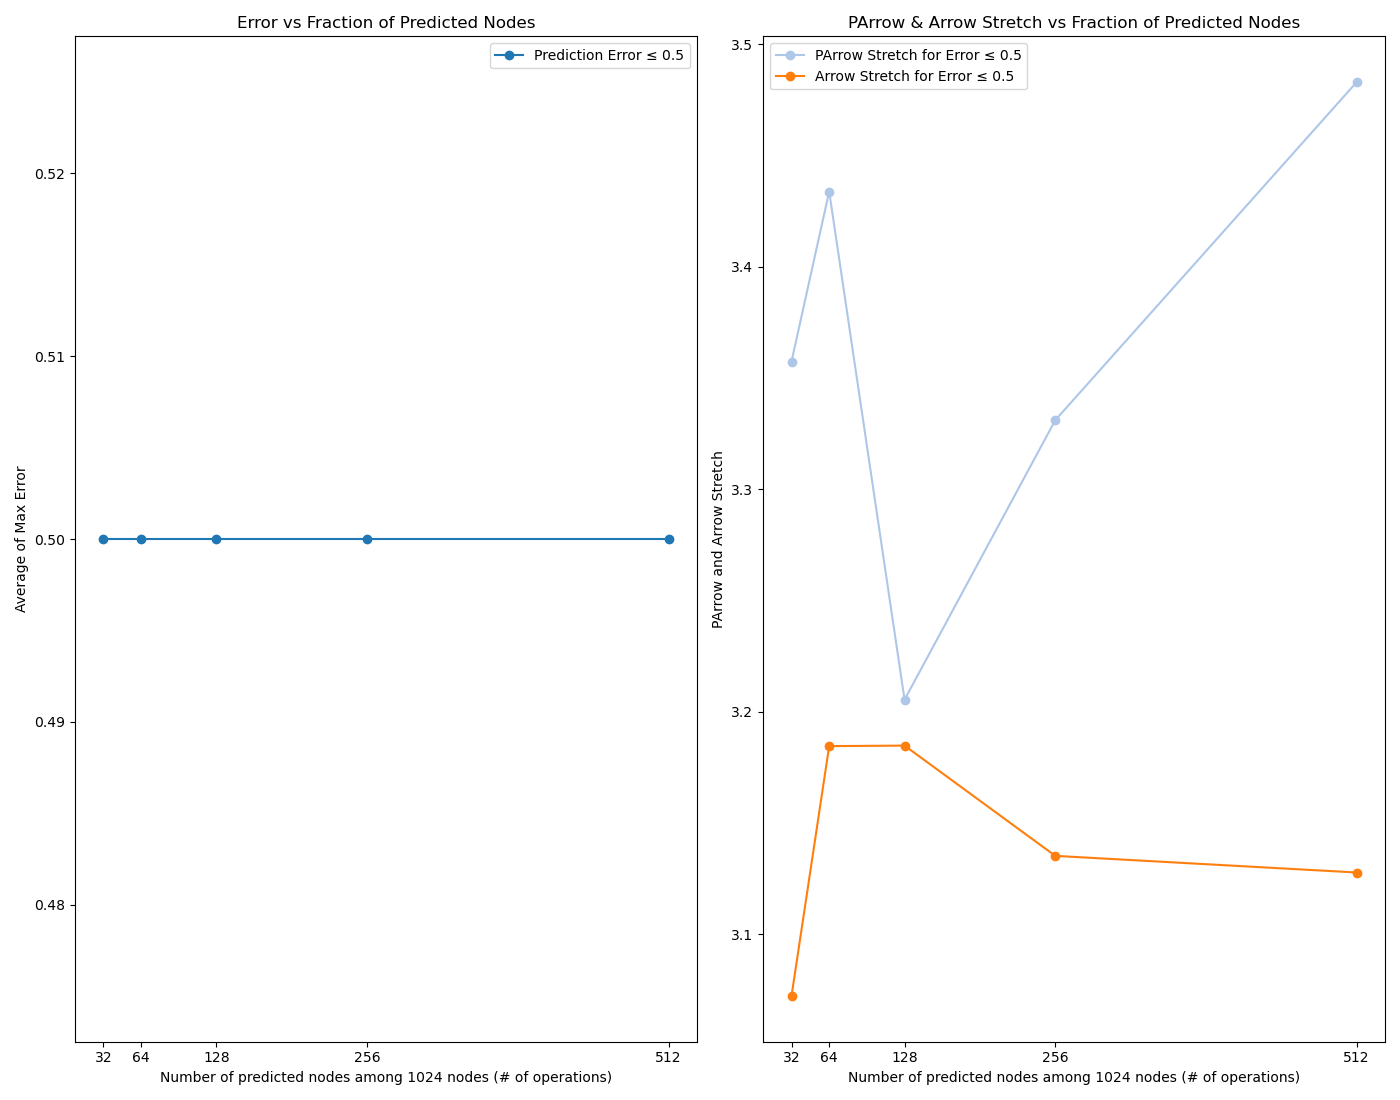 Error vs Fraction of Predicted Nodes
Prediction Error ≤ 0.5
0.52
0.51
0.50
0.49
0.48
Average of Max Error
32 64 128 256 512
Number of predicted nodes among 1024 nodes (# of operations)
PArrow & Arrow Stretch vs Fraction of Predicted Nodes
PArrow Stretch for Error ≤ 0.5
Arrow Stretch for Error ≤ 0.5
3.5
3.4
3.3
3.2
3.1
PArrow and Arrow Stretch
32 64 128 256 512
Number of predicted nodes among 1024 nodes (# of operations)